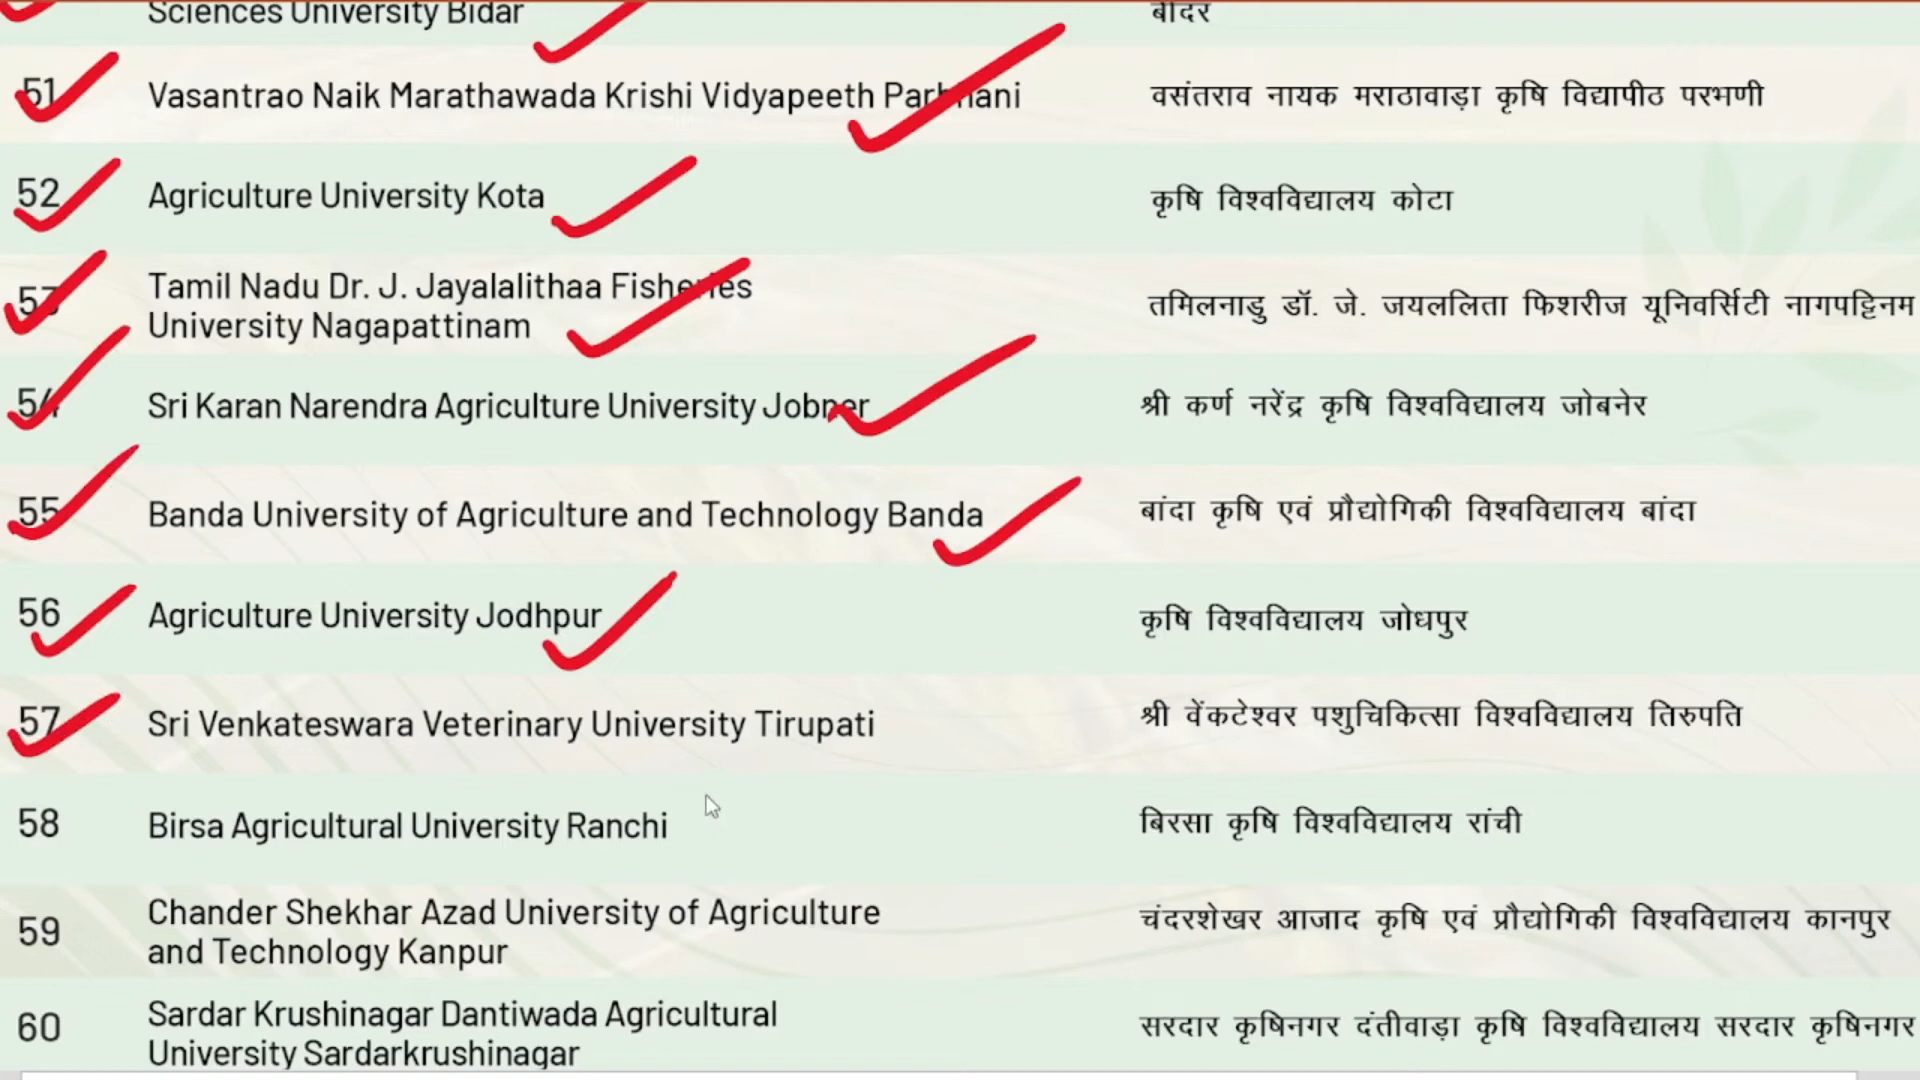 Sciences University Bidar
बीदर
51 Vasantrao Naik Marathawada Krishi Vidyapeeth Parbhani
वसंतराव नायक मराठावाड़ा कृषि विद्यापीठ परभणी
52 Agriculture University Kota
कृषि विश्वविद्यालय कोटा
53 Tamil Nadu Dr. J. Jayalalithaa Fisheries
University Nagapattinam
तमिलनाडु डॉ. जे. जयललिता फिशरीज यूनिवर्सिटी नागपट्टिनम
54 Sri Karan Narendra Agriculture University Jobner
श्री कर्ण नरेंद्र कृषि विश्वविद्यालय जोबनेर
55 Banda University of Agriculture and Technology Banda
बांदा कृषि एवं प्रौद्योगिकी विश्वविद्यालय बांदा
56 Agriculture University Jodhpur
कृषि विश्वविद्यालय जोधपुर
57 Sri Venkateswara Veterinary University Tirupati
श्री वेंकटेश्वर पशुचिकित्सा विश्वविद्यालय तिरुपति
58 Birsa Agricultural University Ranchi
बिरसा कृषि विश्वविद्यालय रांची
59 Chander Shekhar Azad University of Agriculture
and Technology Kanpur
चंदरशेखर आजाद कृषि एवं प्रौद्योगिकी विश्वविद्यालय कानपुर
60 Sardar Krushinagar Dantiwada Agricultural
University Sardarkrushinagar
सरदार कृषिनगर दंतीवाड़ा कृषि विश्वविद्यालय सरदार कृषिनगर